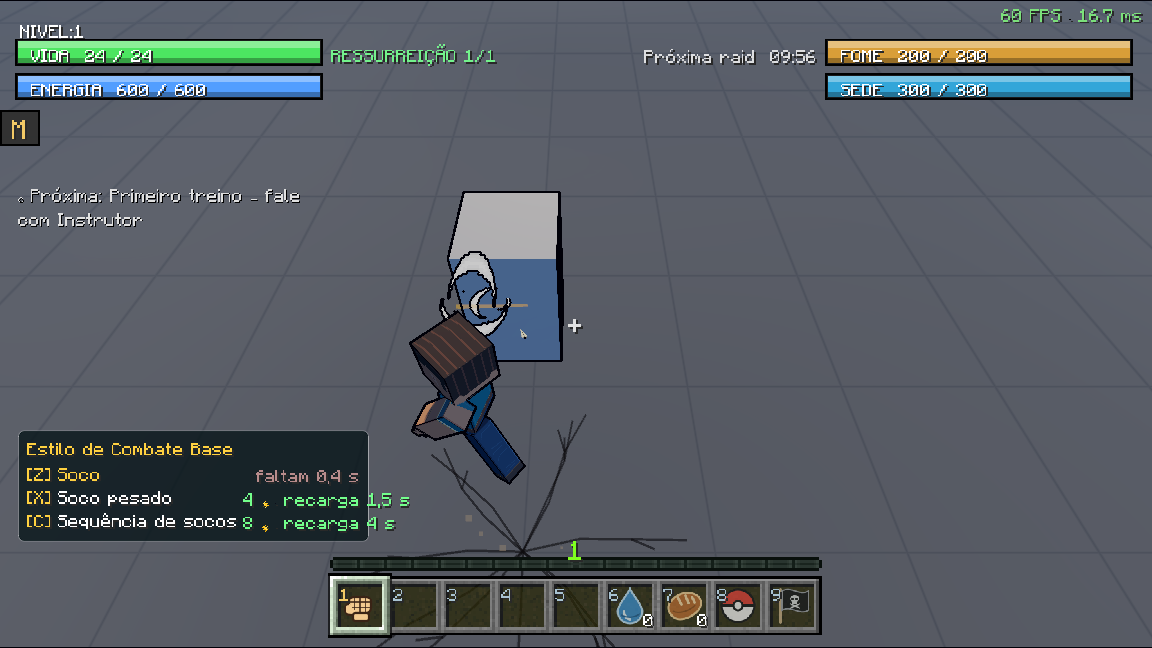 60 FPS . 16.7 ms
NIVEL:1
VIDA 24 / 24
RESSURREIÇÃO 1/1
Próxima raid 09:56
FOME 200 / 200
ENERGIA 600 / 600
SEDE 300 / 300
M
Próxima: Primeiro treino - fale
com Instrutor
Estilo de Combate Base
[Z] Soco faltam 0,4 s
[X] Soco pesado 4 recarga 1,5 s
[C] Sequência de socos 8 recarga 4 s
1
1 2 3 4 5 6 7 8 9
0 0